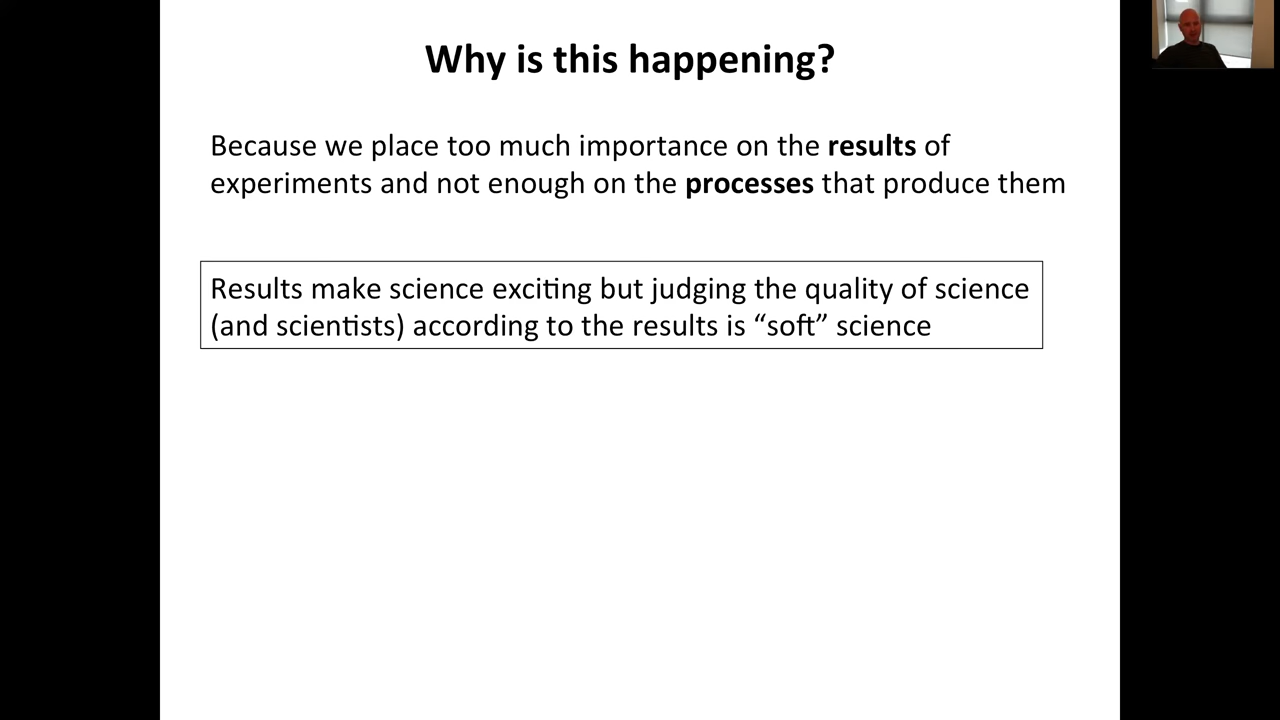 Why is this happening?
Because we place too much importance on the results of
experiments and not enough on the processes that produce them
Results make science exciting but judging the quality of science
(and scientists) according to the results is “soft” science